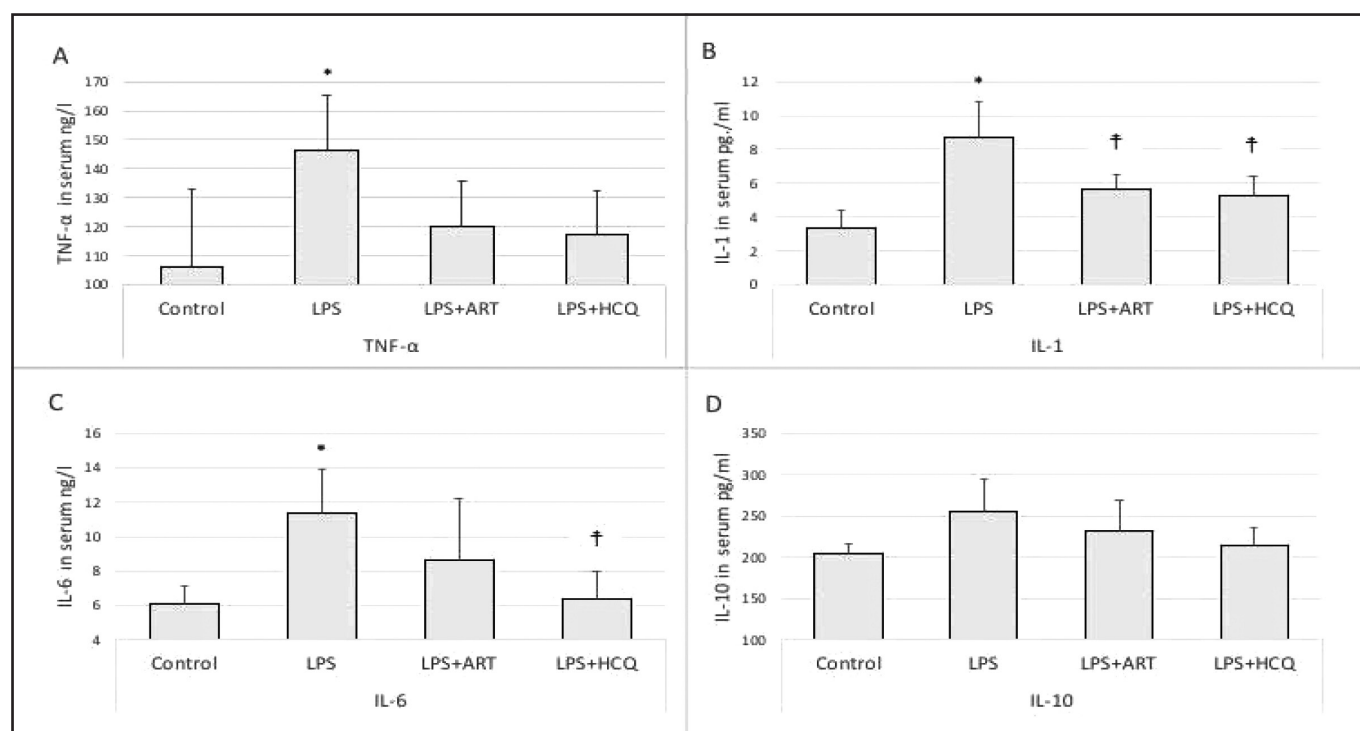 A
TNF-α in serum ng/l
170
160
150
140
130
120
110
100
*
Control LPS LPS+ART LPS+HCQ
TNF-α
B
IL-1 in serum pg./ml
12
10
8
6
4
2
0
*
☨ ☨
Control LPS LPS+ART LPS+HCQ
IL-1
C
IL-6 in serum ng/l
16
14
12
10
8
6
4
*
☨
Control LPS LPS+ART LPS+HCQ
IL-6
D
IL-10 in serum pg/ml
350
300
250
200
150
100
Control LPS LPS+ART LPS+HCQ
IL-10